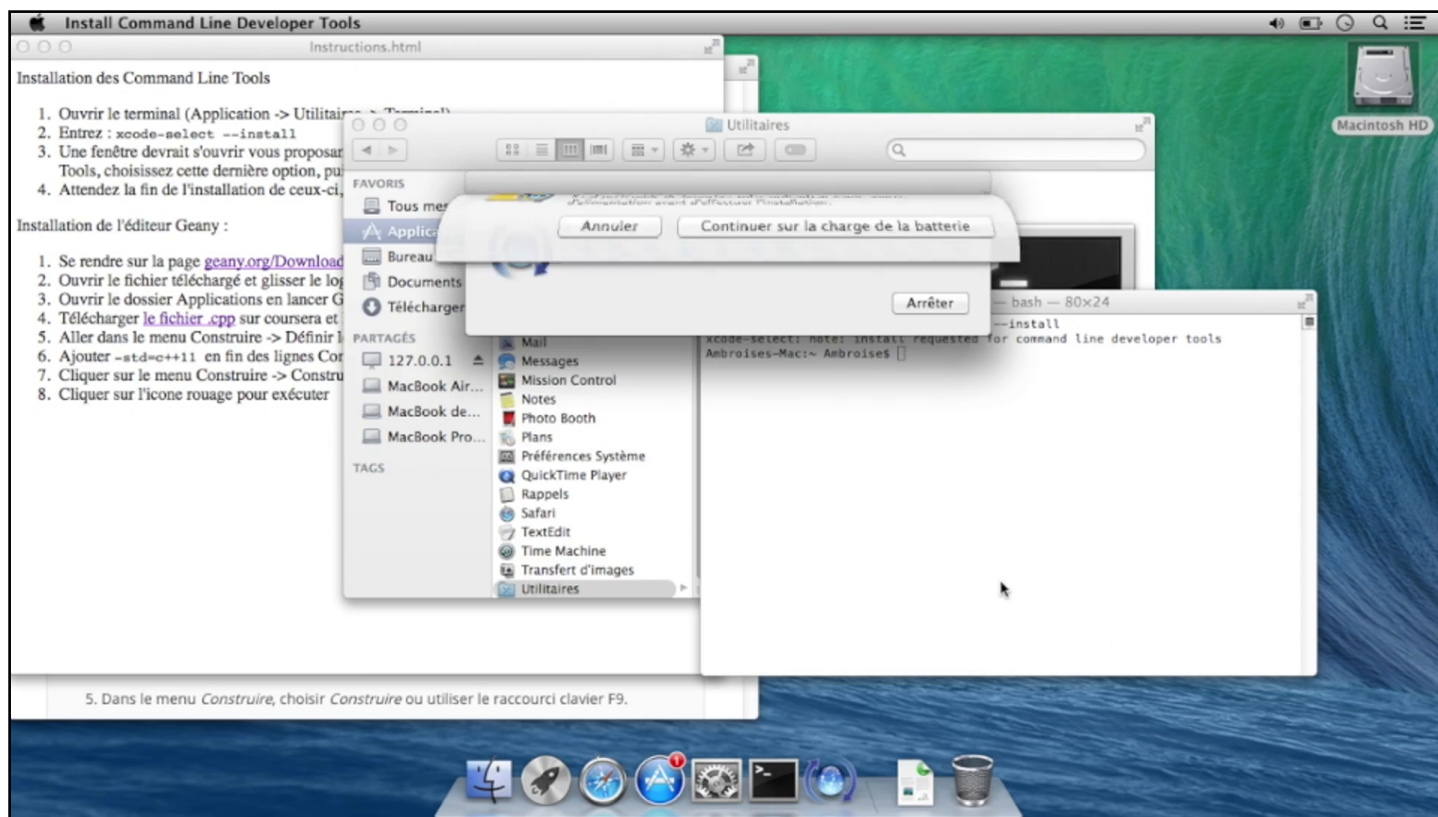 Install Command Line Developer Tools
Instructions.html
Installation des Command Line Tools
1. Ouvrir le terminal (Application -> Utilitaires -> Terminal)
2. Entrez : xcode-select --install
3. Une fenêtre devrait s'ouvrir vous proposan
Tools, choisissez cette dernière option, pu
4. Attendez la fin de l'installation de ceux-ci,
Installation de l'éditeur Geany :
1. Se rendre sur la page geany.org/Download
2. Ouvrir le fichier téléchargé et glisser le log
3. Ouvrir le dossier Applications en lancer G
4. Télécharger le fichier .cpp sur coursera et
5. Aller dans le menu Construire -> Définir l
6. Ajouter -std=c++11 en fin des lignes Con
7. Cliquer sur le menu Construire -> Constru
8. Cliquer sur l'icone rouage pour exécuter
5. Dans le menu Construire, choisir Construire ou utiliser le raccourci clavier F9.
Utilitaires
FAVORIS
Tous mes
Applica
Bureau
Documents
Télécharger
PARTAGÉS
127.0.0.1
MacBook Air...
MacBook de...
MacBook Pro...
TAGS
Mail
Messages
Mission Control
Notes
Photo Booth
Plans
Préférences Système
QuickTime Player
Rappels
Safari
TextEdit
Time Machine
Transfert d'images
Utilitaires
d'alimentation avant d'effectuer l'installation.
Annuler
Continuer sur la charge de la batterie
Arrêter
— bash — 80×24
--install
xcode-select: note: install requested for command line developer tools
Ambroises-Mac:~ Ambroise$
Macintosh HD
1